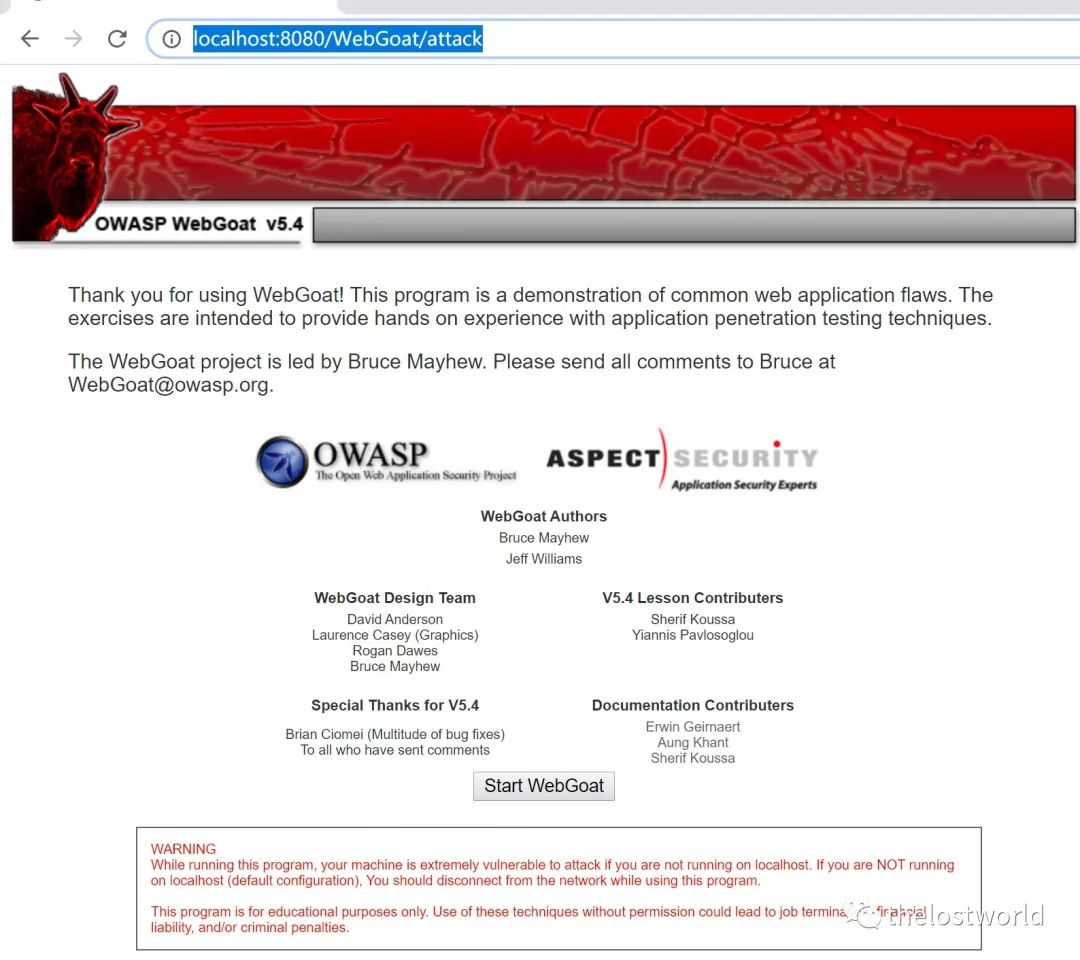 localhost:8080/WebGoat/attack
OWASP WebGoat v5.4
Thank you for using WebGoat! This program is a demonstration of common web application flaws. The
exercises are intended to provide hands on experience with application penetration testing techniques.
The WebGoat project is led by Bruce Mayhew. Please send all comments to Bruce at
WebGoat@owasp.org.
OWASP
The Open Web Application Security Project
ASPECT SECURITY
Application Security Experts
WebGoat Authors
Bruce Mayhew
Jeff Williams
WebGoat Design Team
David Anderson
Laurence Casey (Graphics)
Rogan Dawes
Bruce Mayhew
V5.4 Lesson Contributers
Sherif Koussa
Yiannis Pavlosoglou
Special Thanks for V5.4
Brian Ciomei (Multitude of bug fixes)
To all who have sent comments
Documentation Contributers
Erwin Geirnaert
Aung Khant
Sherif Koussa
Start WebGoat
WARNING
While running this program, your machine is extremely vulnerable to attack if you are not running on localhost. If you are NOT running
on localhost (default configuration), You should disconnect from the network while using this program.
This program is for educational purposes only. Use of these techniques without permission could lead to job financial
liability, and/or criminal penalties.
thelostworld